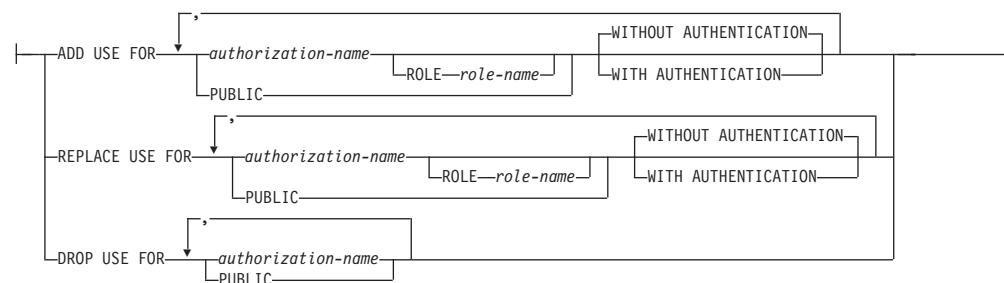 ,
WITHOUT AUTHENTICATION
ADD USE FOR authorization-name
ROLE role-name WITH AUTHENTICATION
PUBLIC
,
WITHOUT AUTHENTICATION
REPLACE USE FOR authorization-name
ROLE role-name WITH AUTHENTICATION
PUBLIC
,
DROP USE FOR authorization-name
PUBLIC